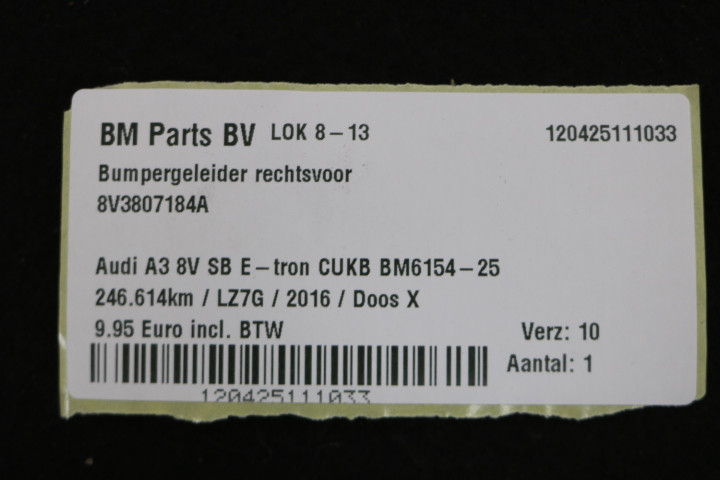 BM Parts BV LOK 8-13 120425111033
Bumpergeleider rechtsvoor
8V3807184A
Audi A3 8V SB E-tron CUKB BM6154-25
246.614km / LZ7G / 2016 / Doos X
9.95 Euro incl. BTW Verz: 10
Aantal: 1
120425111033